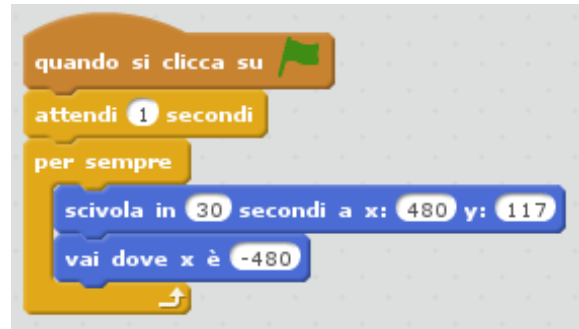 quando si clicca su
attendi 1 secondi
per sempre
scivola in 30 secondi a x: 480 y: 117
vai dove x è -480